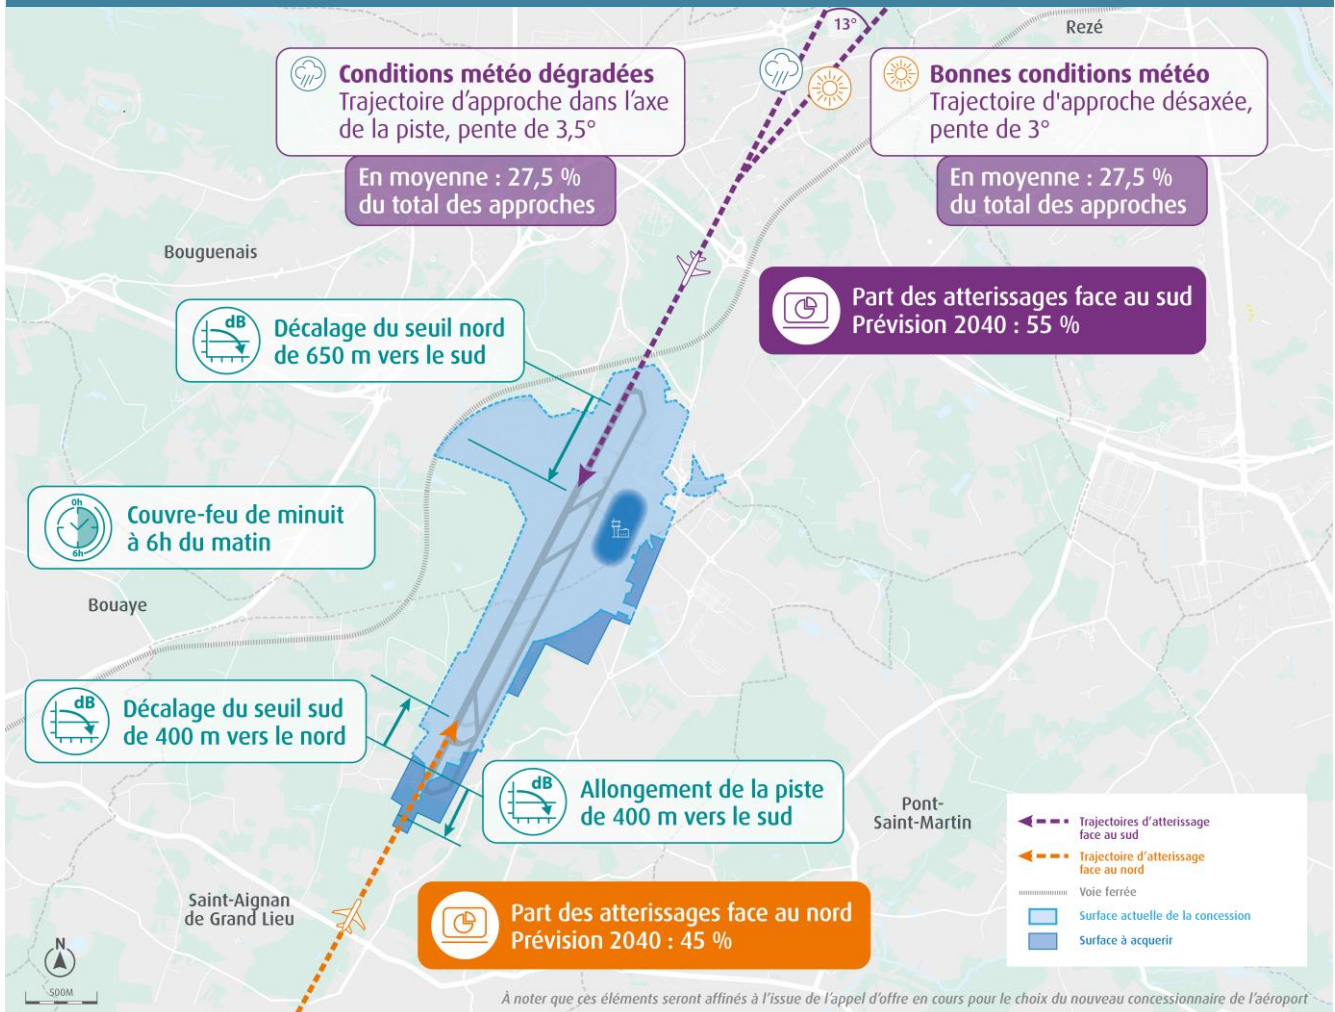 13°
Rezé
Conditions météo dégradées
Trajectoire d'approche dans l'axe
de la piste, pente de 3,5°
En moyenne : 27,5 %
du total des approches
Bonnes conditions météo
Trajectoire d'approche désaxée,
pente de 3°
En moyenne : 27,5 %
du total des approches
Bouguenais
Part des atterissages face au sud
Prévision 2040 : 55 %
dB
Décalage du seuil nord
de 650 m vers le sud
0h
6h
Couvre-feu de minuit
à 6h du matin
Bouaye
dB
Décalage du seuil sud
de 400 m vers le nord
dB
Allongement de la piste
de 400 m vers le sud
Pont-
Saint-Martin
Saint-Aignan
de Grand Lieu
Part des atterissages face au nord
Prévision 2040 : 45 %
Trajectoires d'atterissage
face au sud
Trajectoire d'atterissage
face au nord
Voie ferrée
Surface actuelle de la concession
Surface à acquerir
N
500M
À noter que ces éléments seront affinés à l'issue de l'appel d'offre en cours pour le choix du nouveau concessionnaire de l'aéroport